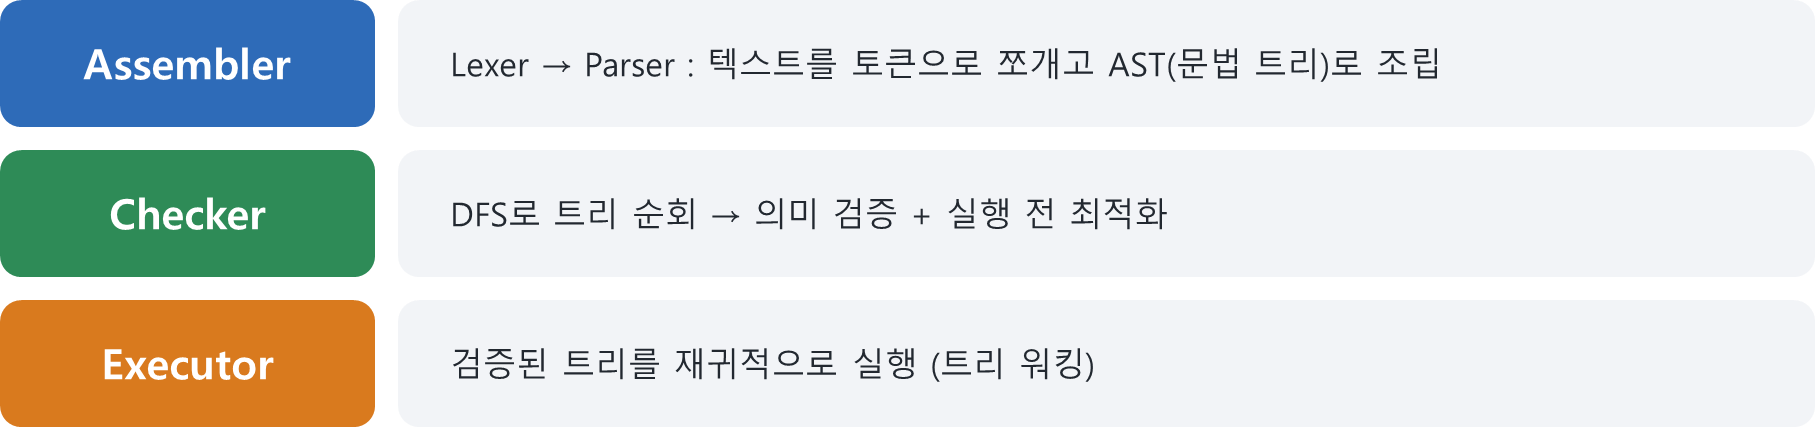 Assembler
Lexer → Parser : 텍스트를 토큰으로 쪼개고 AST(문법 트리)로 조립
Checker
DFS로 트리 순회 → 의미 검증 + 실행 전 최적화
Executor
검증된 트리를 재귀적으로 실행 (트리 워킹)